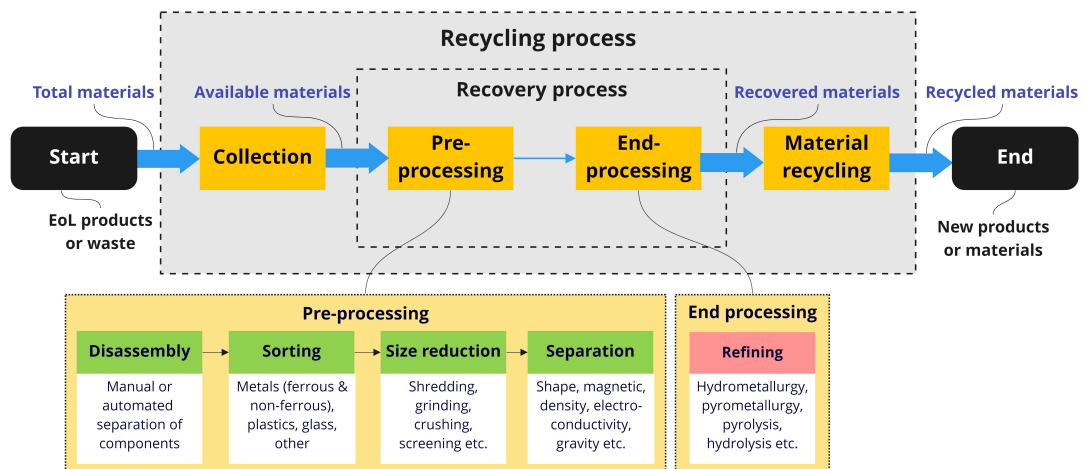 Recycling process
Recovery process
Total materials
Available materials
Recovered materials
Recycled materials
Start
Collection
Pre-
processing
End-
processing
Material
recycling
End
EoL products
or waste
New products
or materials
Pre-processing
Disassembly
Manual or
automated
separation of
components
Sorting
Metals (ferrous &
non-ferrous),
plastics, glass,
other
Size reduction
Shredding,
grinding,
crushing,
screening etc.
Separation
Shape, magnetic,
density, electro-
conductivity,
gravity etc.
End processing
Refining
Hydrometallurgy,
pyrometallurgy,
pyrolysis,
hydrolysis etc.